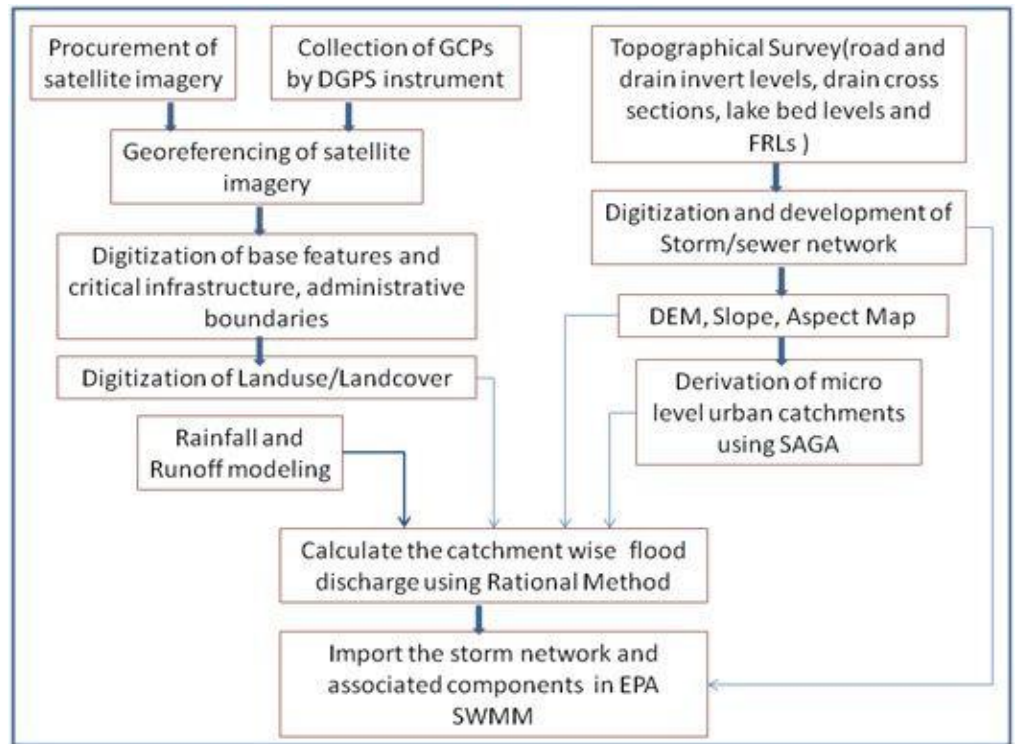 Procurement of
satellite imagery
Collection of GCPs
by DGPS instrument
Topographical Survey(road and
drain invert levels, drain cross
sections, lake bed levels and
FRLs )
Georeferencing of satellite
imagery
Digitization and development of
Storm/sewer network
Digitization of base features and
critical infrastructure, administrative
boundaries
DEM, Slope, Aspect Map
Digitization of Landuse/Landcover
Derivation of micro
level urban catchments
using SAGA
Rainfall and
Runoff modeling
Calculate the catchment wise flood
discharge using Rational Method
Import the storm network and
associated components in EPA
SWMM